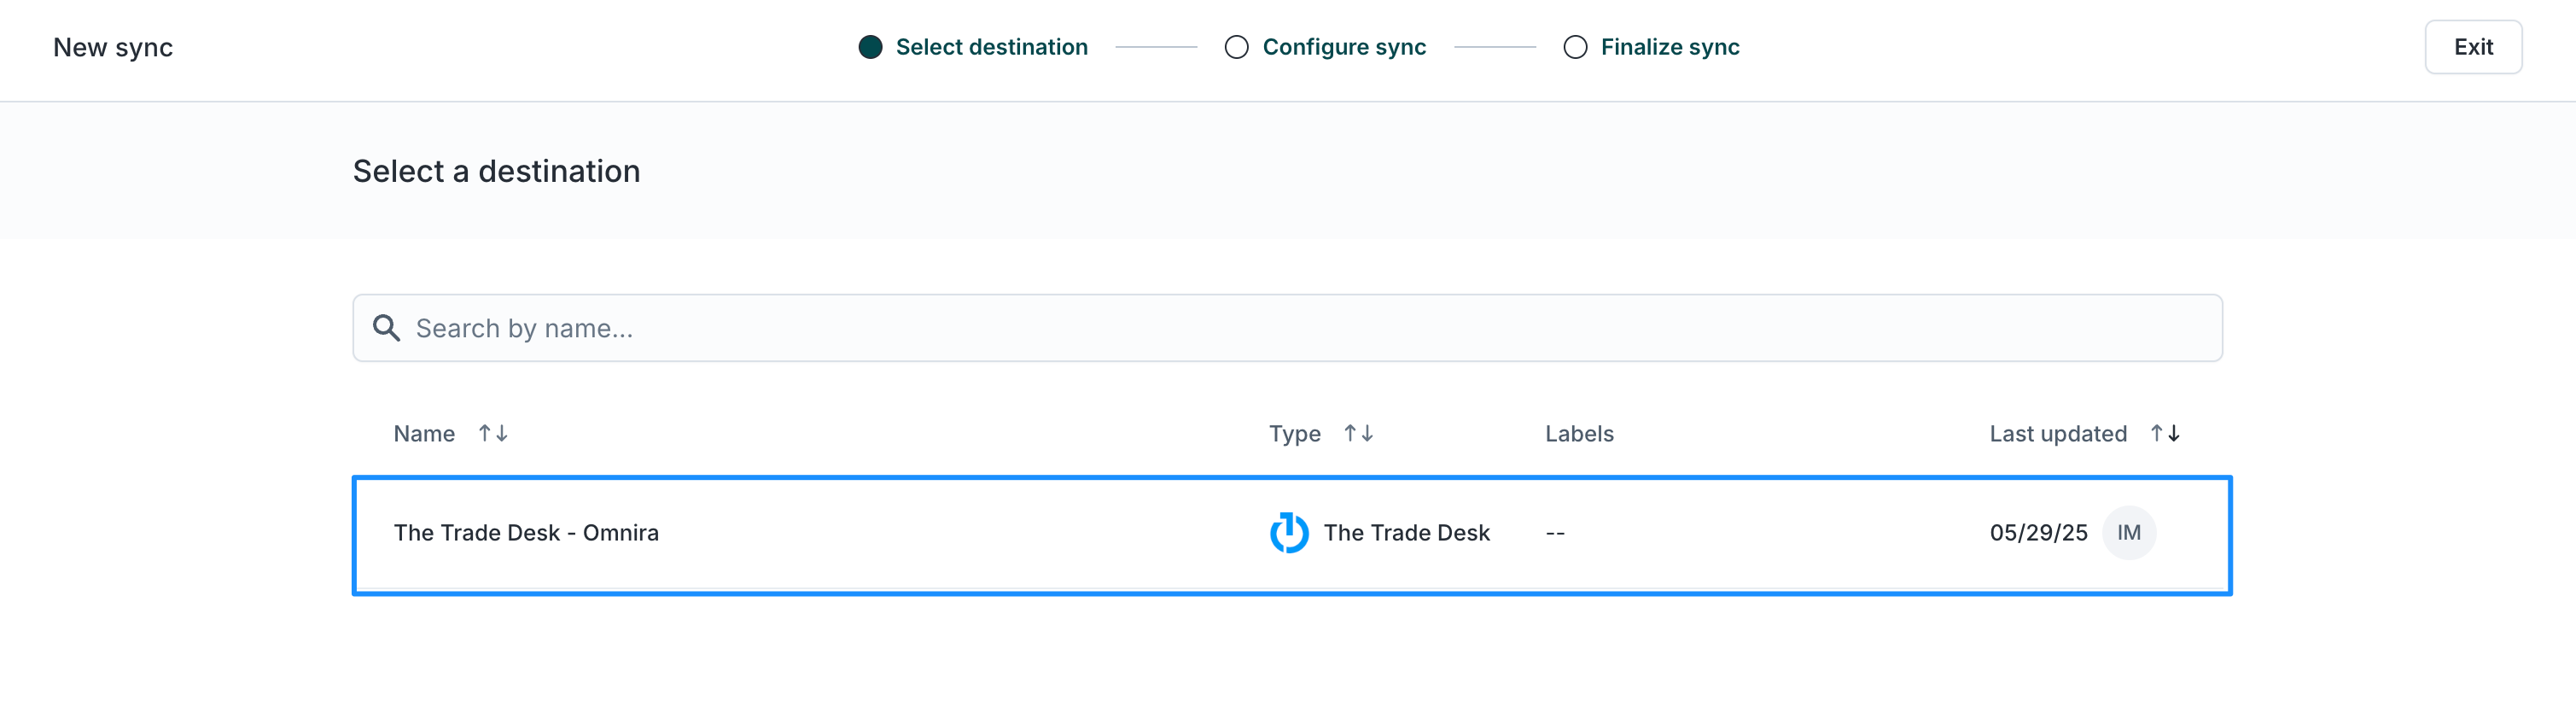 New sync
Select destination
Configure sync
Finalize sync
Exit
Select a destination
Search by name...
Name Type Labels Last updated
The Trade Desk - Omnira The Trade Desk -- 05/29/25 IM